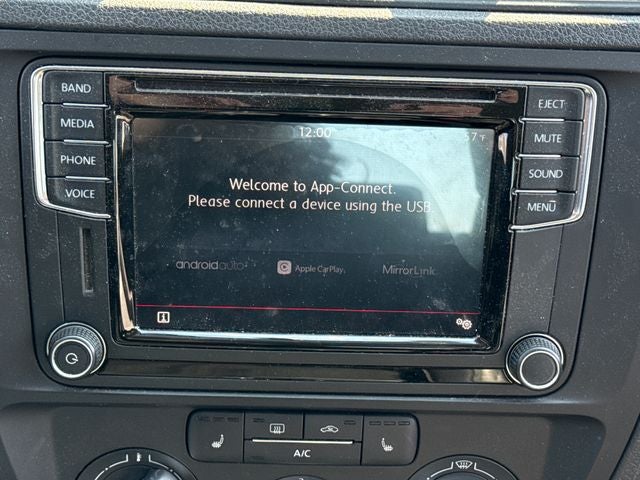 BAND
MEDIA
PHONE
VOICE
12:00
57°F
EJECT
MUTE
SOUND
MENU
Welcome to App-Connect.
Please connect a device using the USB.
androidauto
Apple CarPlay
MirrorLink
A/C